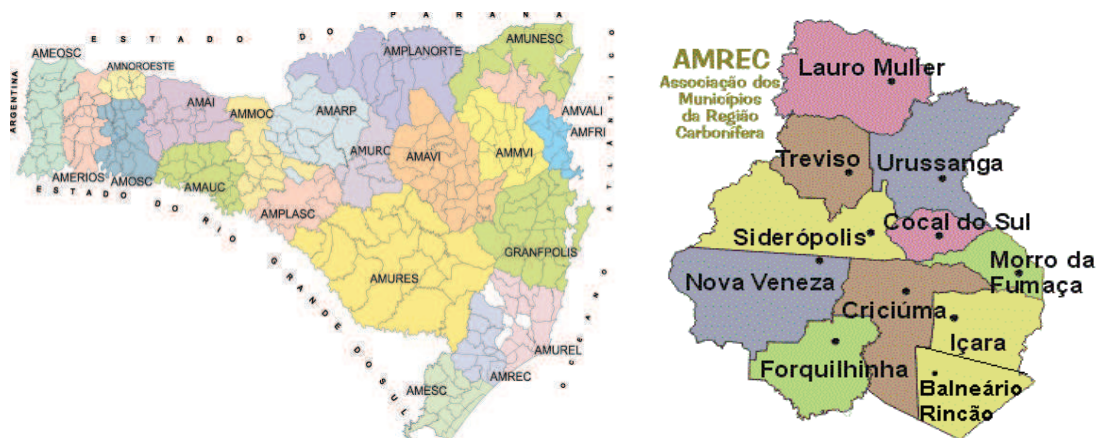 ESTADO DO PARANÁ
AMEOSC
AMPLANORTE
AMUNESC
AMNOROESTE
ARGENTINA
AMAI
AMMOC
AMARP
AMVALI
AMFRI
AMURC
AMAVI
AMMVI
AMERIOS
AMOSC
AMAUC
AMPLASC
ESTADO DO RIO GRANDE DO SUL
GRANFPOLIS
AMURES
AMUREL
AMREC
AMESC
OCEANO ATLANTICO
AMREC
Associação dos
Municípios
da Região
Carbonífera
Lauro Muller
Treviso
Urussanga
Cocal do Sul
Siderópolis
Morro da
Fumaça
Nova Veneza
Criciúma
Içara
Forquilhinha
Balneário
Rincão